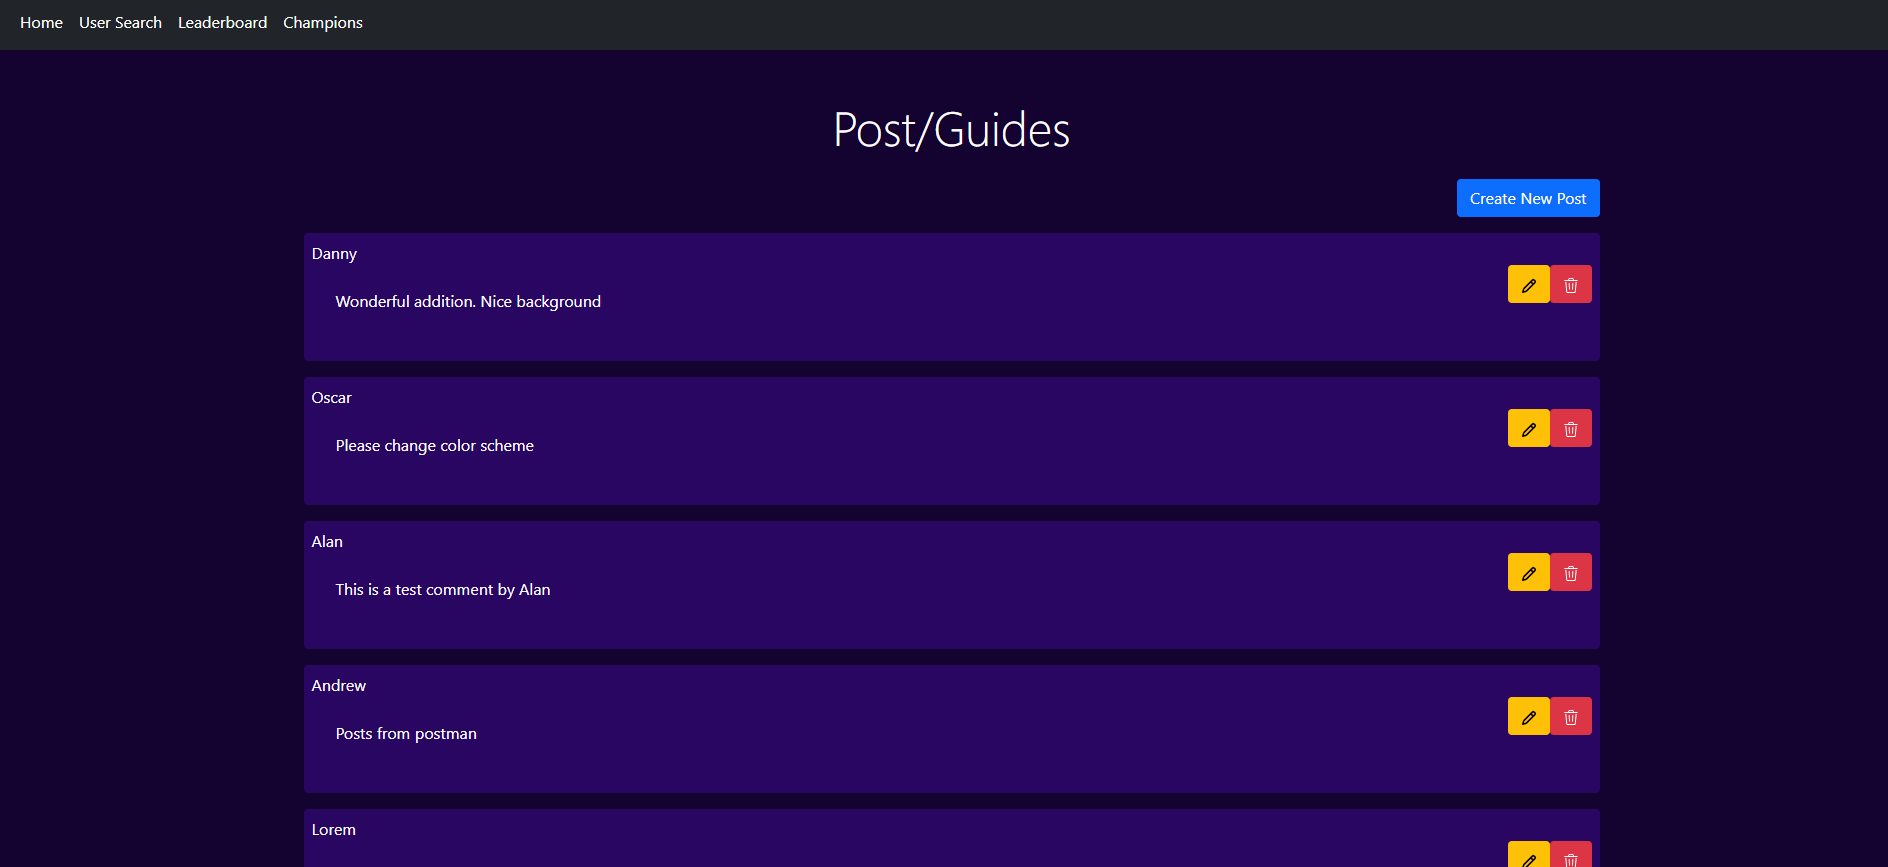 Home User Search Leaderboard Champions
Post/Guides
Create New Post
Danny
Wonderful addition. Nice background
Oscar
Please change color scheme
Alan
This is a test comment by Alan
Andrew
Posts from postman
Lorem